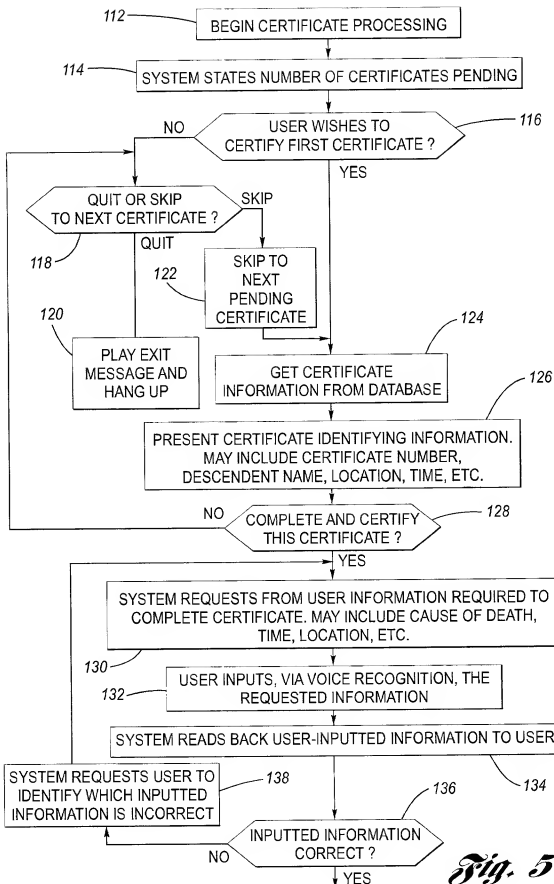 112
BEGIN CERTIFICATE PROCESSING
114
SYSTEM STATES NUMBER OF CERTIFICATES PENDING
116
USER WISHES TO
CERTIFY FIRST CERTIFICATE ?
NO
YES
QUIT OR SKIP
TO NEXT CERTIFICATE ?
SKIP
118
QUIT
122
SKIP TO
NEXT
PENDING
CERTIFICATE
120
PLAY EXIT
MESSAGE AND
HANG UP
124
GET CERTIFICATE
INFORMATION FROM DATABASE
126
PRESENT CERTIFICATE IDENTIFYING INFORMATION.
MAY INCLUDE CERTIFICATE NUMBER,
DESCENDENT NAME, LOCATION, TIME, ETC.
NO
128
COMPLETE AND CERTIFY
THIS CERTIFICATE ?
YES
SYSTEM REQUESTS FROM USER INFORMATION REQUIRED TO
COMPLETE CERTIFICATE. MAY INCLUDE CAUSE OF DEATH,
TIME, LOCATION, ETC.
130
132
USER INPUTS, VIA VOICE RECOGNITION, THE
REQUESTED INFORMATION
SYSTEM READS BACK USER-INPUTTED INFORMATION TO USER
134
SYSTEM REQUESTS USER TO
IDENTIFY WHICH INPUTTED
INFORMATION IS INCORRECT
138
136
INPUTTED INFORMATION
CORRECT ?
NO
YES
Fig. 5